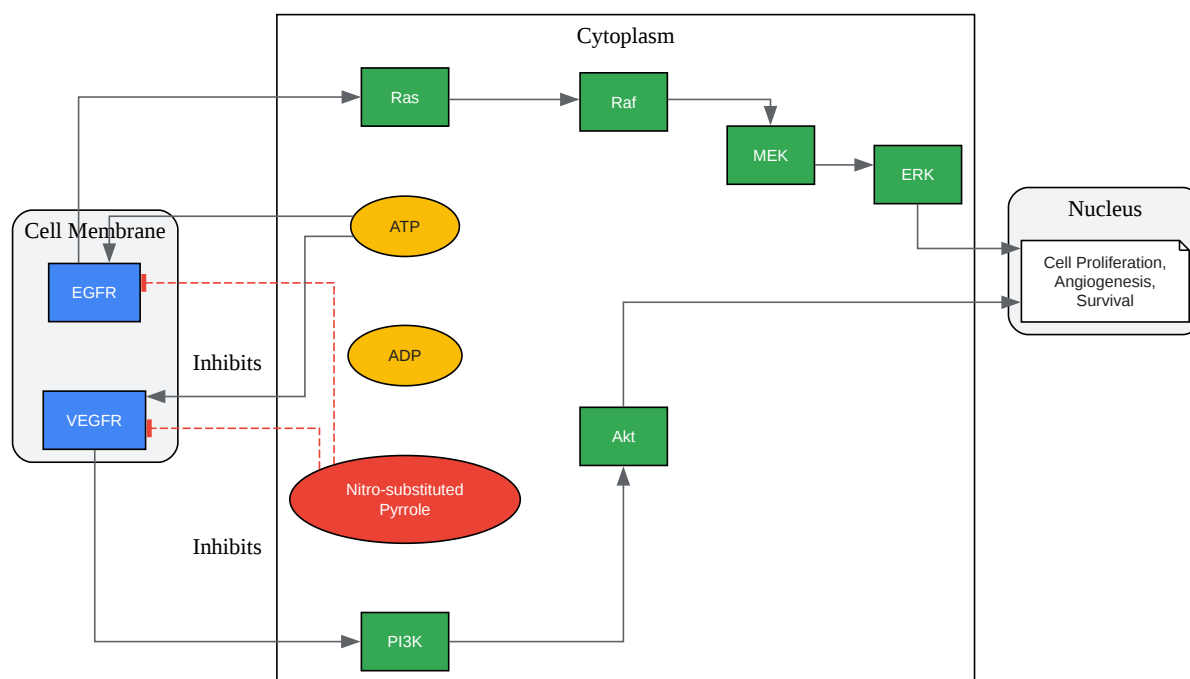 Cytoplasm
Ras
Raf
MEK
ERK
Cell Membrane
ATP
Nucleus
EGFR
Cell Proliferation,
Angiogenesis,
Survival
Inhibits
ADP
VEGFR
Akt
Nitro-substituted
Pyrrole
Inhibits
PI3K